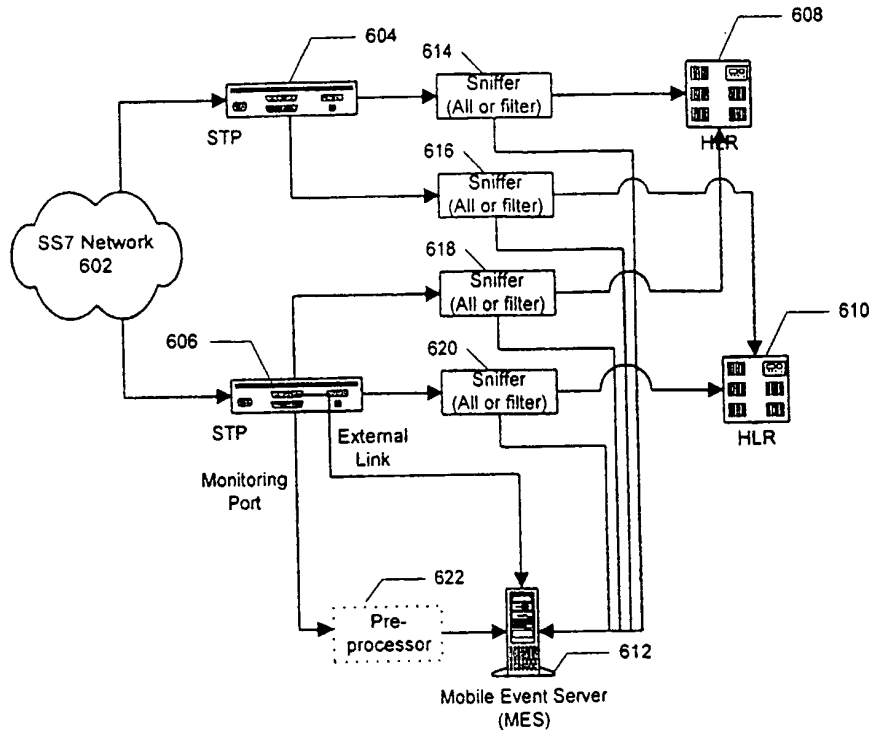 604
614
608
Sniffer
(All or filter)
STP
HLR
616
Sniffer
(All or filter)
SS7 Network
602
618
Sniffer
(All or filter)
610
606
620
Sniffer
(All or filter)
STP
External
Link
HLR
Monitoring
Port
622
Pre-
processor
612
Mobile Event Server
(MES)